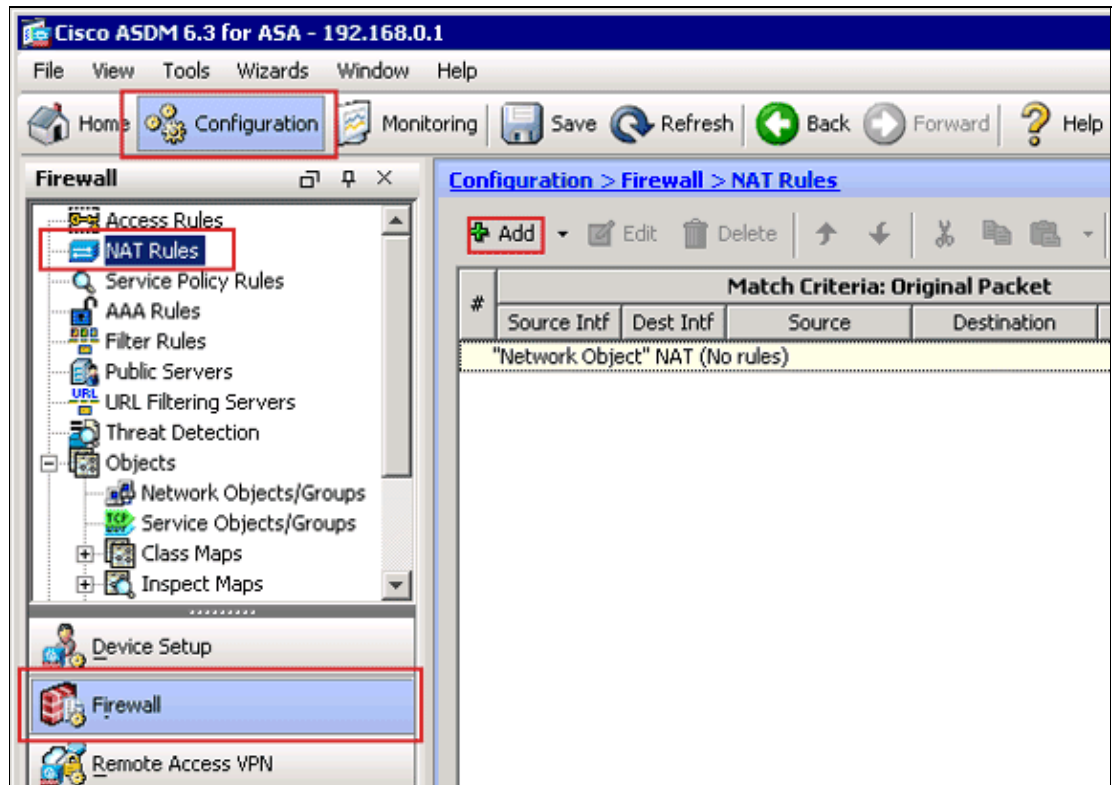 Cisco ASDM 6.3 for ASA - 192.168.0.1
File View Tools Wizards Window Help
Home Configuration Monitoring Save Refresh Back Forward Help
Firewall
Access Rules
NAT Rules
Service Policy Rules
AAA Rules
Filter Rules
Public Servers
URL
URL Filtering Servers
Threat Detection
Objects
Network Objects/Groups
TCP
Service Objects/Groups
Class Maps
Inspect Maps
Device Setup
Firewall
Remote Access VPN
Configuration > Firewall > NAT Rules
Add Edit Delete
# Match Criteria: Original Packet
Source Intf Dest Intf Source Destination
"Network Object" NAT (No rules)